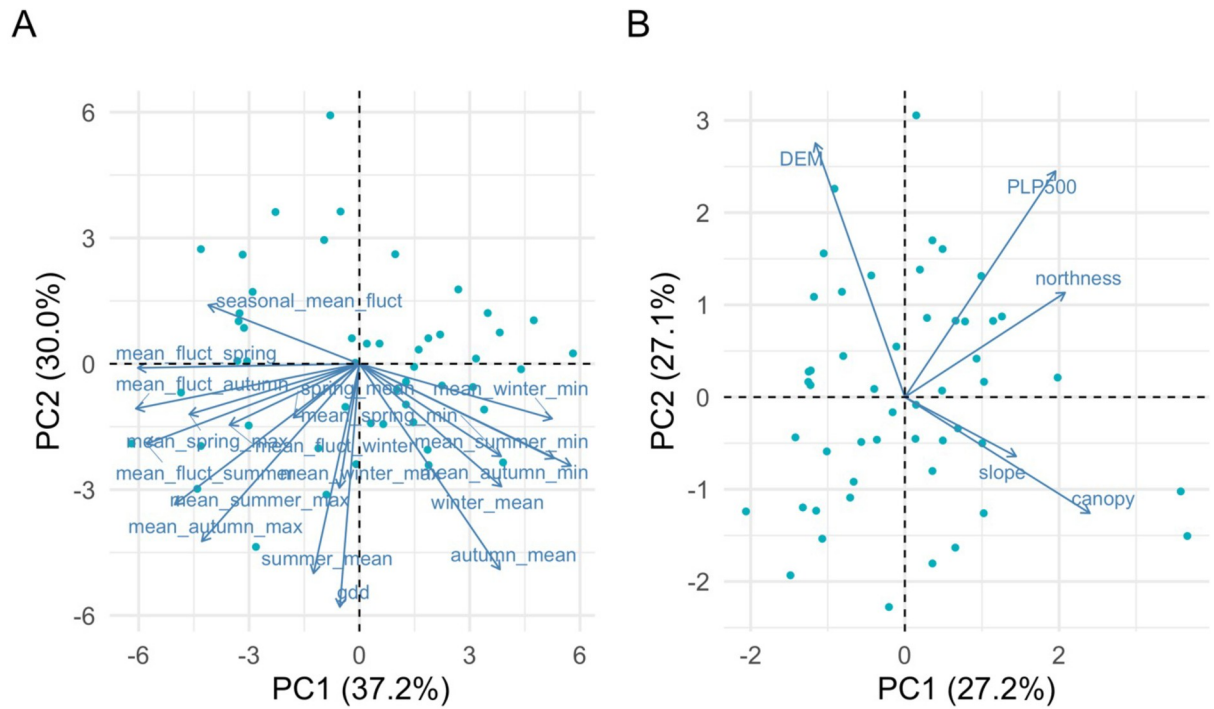 A
B
6
3
0
-3
-6
PC2 (30.0%)
seasonal_mean_fluct
mean_fluct_spring
mean_fluct_autumn
spring_mean
mean_winter_min
mean_spring_min
mean_spring_max
mean_fluct_winter
mean_summer_min
mean_fluct_summer
mean_winter_max
mean_autumn_min
mean_summer_max
winter_mean
mean_autumn_max
summer_mean
autumn_mean
gdd
-6 -3 0 3 6
PC1 (37.2%)
3
2
1
0
-1
-2
PC2 (27.1%)
DEM
PLP500
northness
slope
canopy
-2 0 2
PC1 (27.2%)